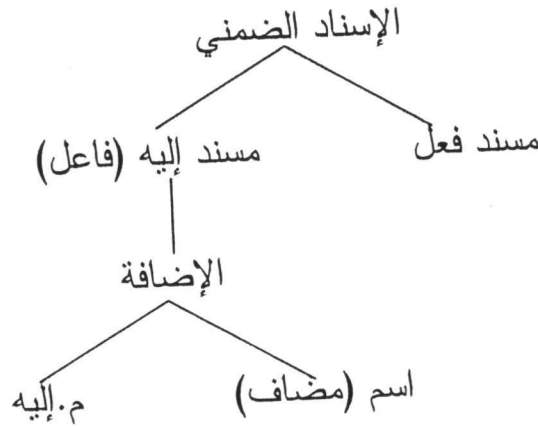 الإسناد الضمني
مسند فعل
مسند إليه (فاعل)
الإضافة
اسم (مضاف)
م.إليه